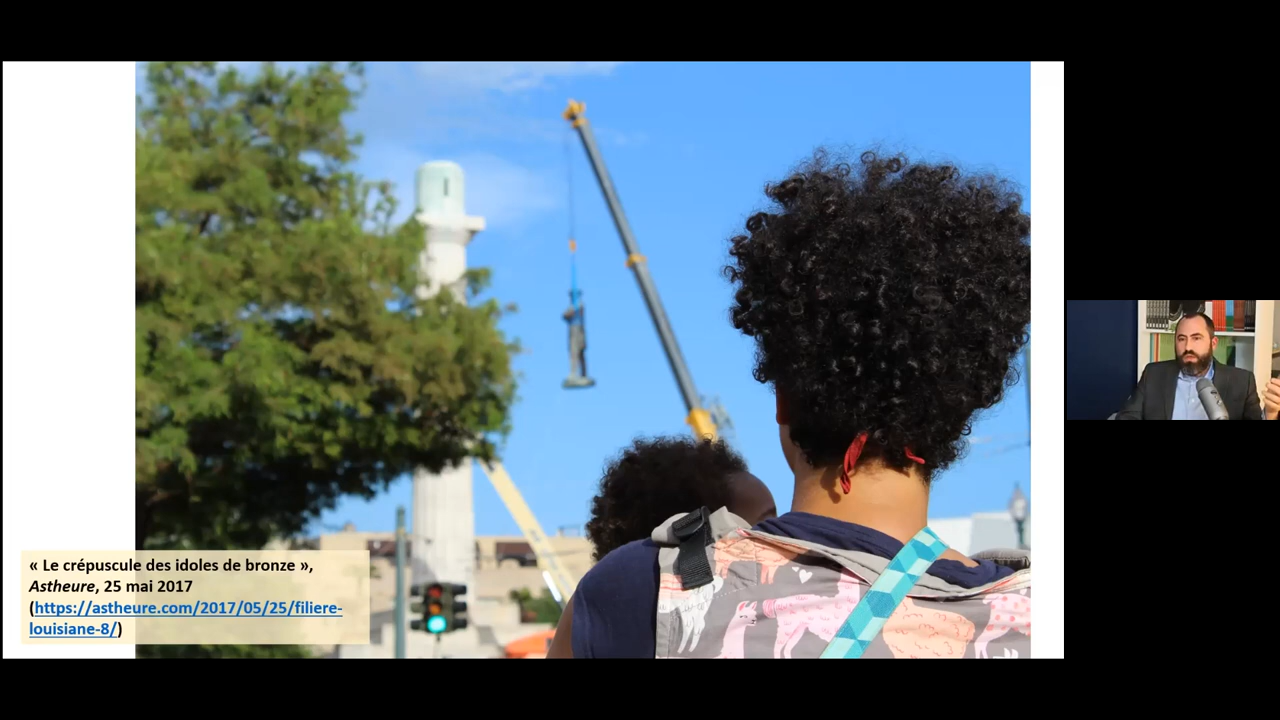 « Le crépuscule des idoles de bronze »,
Astheure, 25 mai 2017
(https://astheure.com/2017/05/25/filiere-
louisiane-8/)